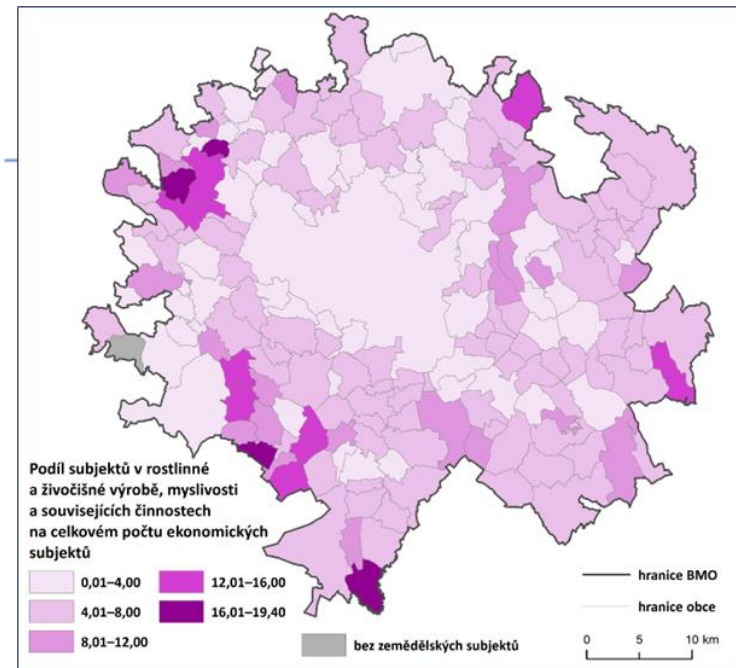 Podíl subjektů v rostlinné
a živočišné výrobě, myslivosti
a souvisejících činnostech
na celkovém počtu ekonomických
subjektů
0,01–4,00
4,01–8,00
8,01–12,00
12,01–16,00
16,01–19,40
bez zemědělských subjektů
hranice BMO
hranice obce
0 5 10 km